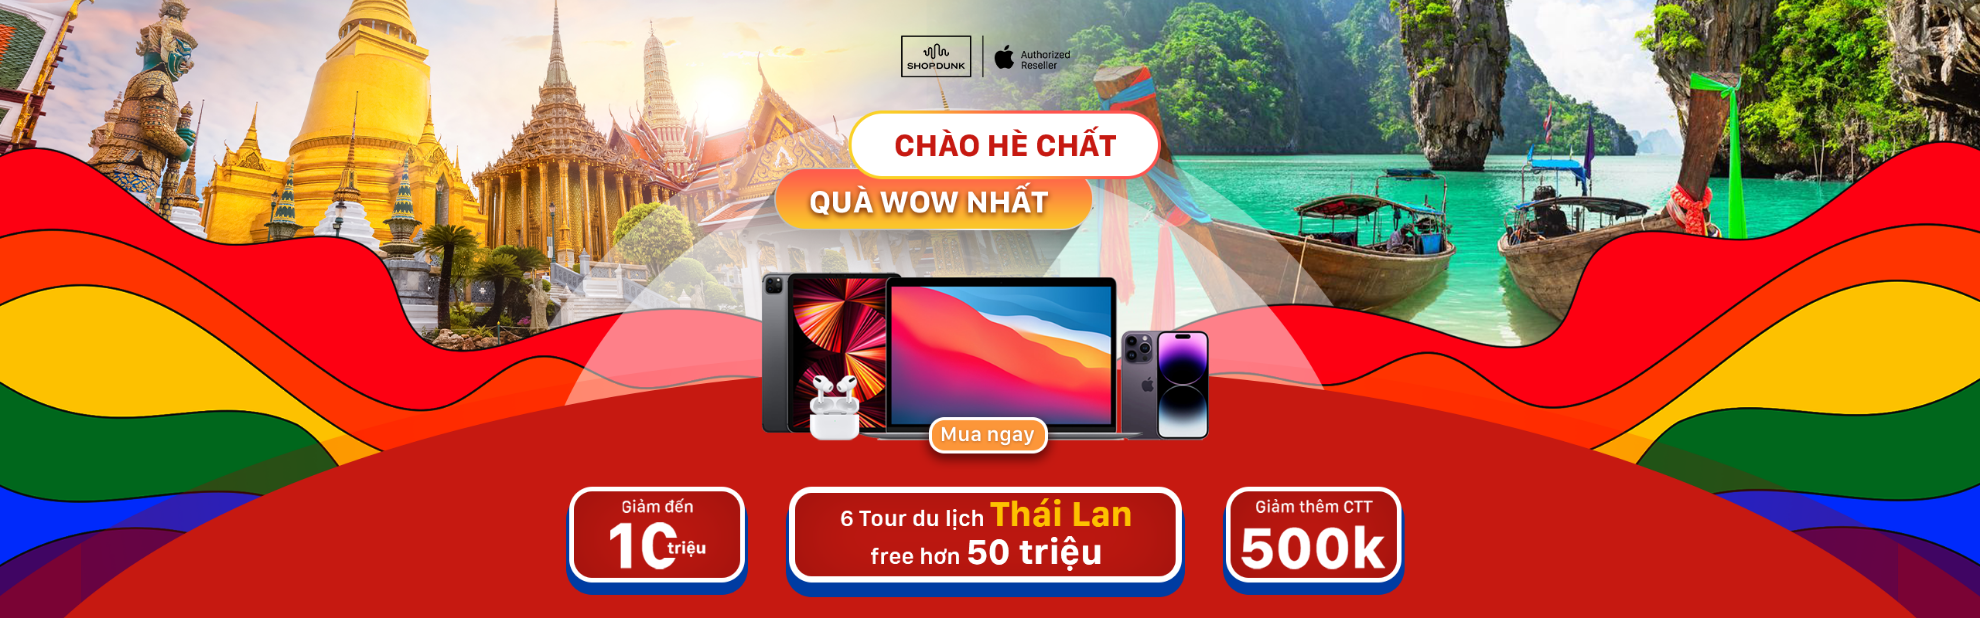 SHOPDUNK
Authorized
Reseller
CHÀO HÈ CHẤT
QUÀ WOW NHẤT
Mua ngay
Giảm đến
10 triệu
6 Tour du lịch Thái Lan
free hơn 50 triệu
Giảm thêm CTT
500k